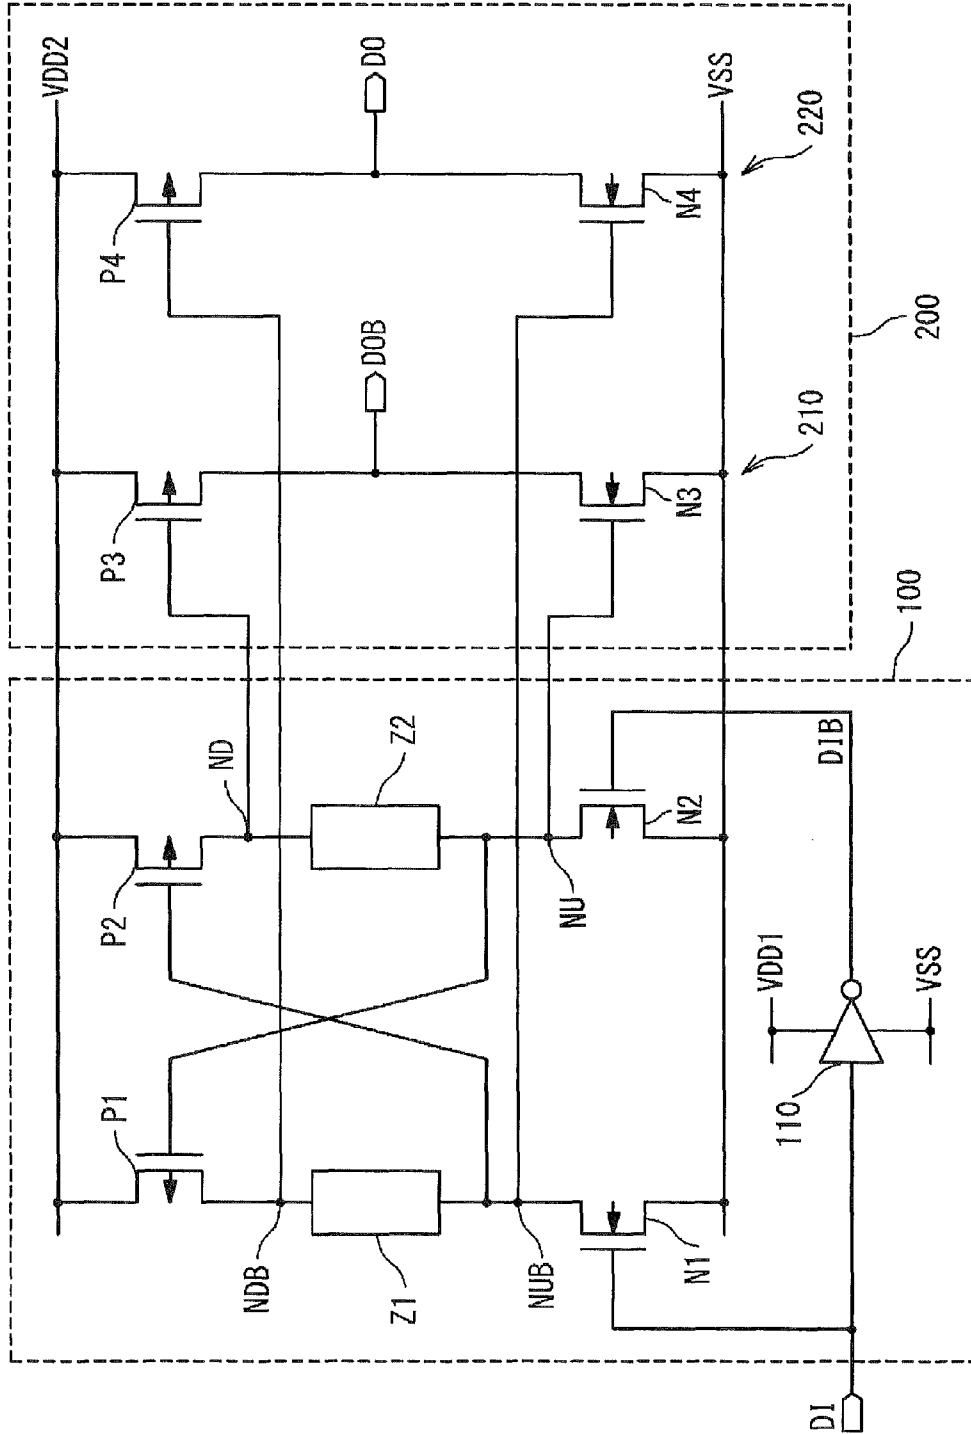 VDD2
P1
P2
P3
P4
ND
NDB
Z1
Z2
DOB
DO
NUB
NU
N1
N2
N3
N4
VSS
210
220
DI
110
VDD1
VSS
DIB
100
200